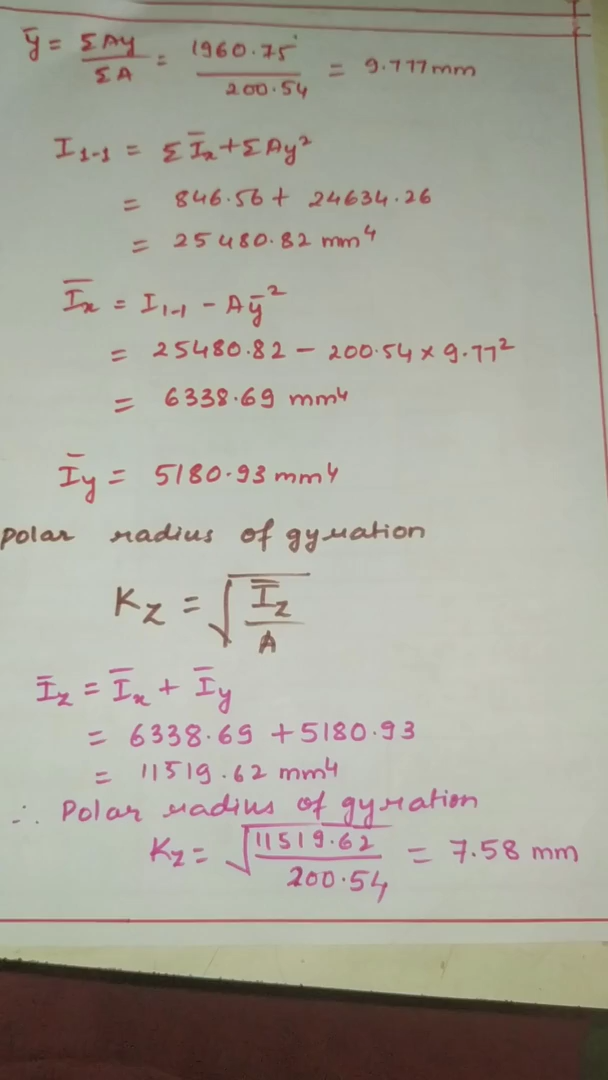 ȳ = ΣAy / ΣA = 1960.75 / 200.54 = 9.777 mm
I₁₋₁ = ΣĪx + ΣAy²
= 846.56 + 24634.26
= 25480.82 mm⁴
Īx = I₁₋₁ - Aȳ²
= 25480.82 - 200.54 × 9.77²
= 6338.69 mm⁴
Īy = 5180.93 mm⁴
Polar radius of gyration
Kz = √(Īz / A)
Īz = Īx + Īy
= 6338.69 + 5180.93
= 11519.62 mm⁴
∴ Polar radius of gyration
Kz = √(11519.62 / 200.54) = 7.58 mm